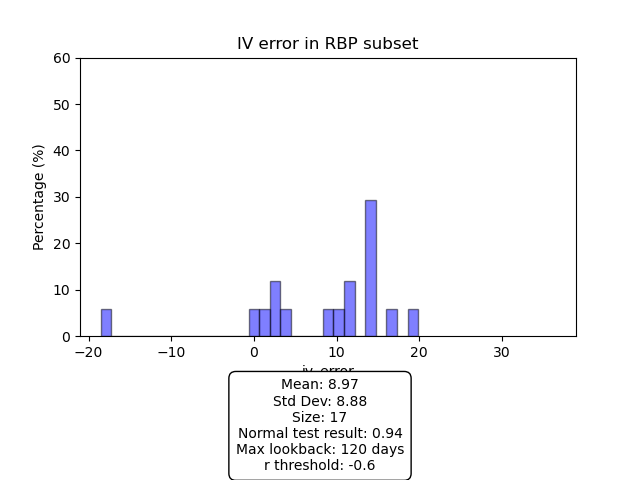 IV error in RBP subset
60
50
40
30
20
10
0
Percentage (%)
−20
−10
0
10
20
30
iv_error
Mean: 8.97
Std Dev: 8.88
Size: 17
Normal test result: 0.94
Max lookback: 120 days
r threshold: -0.6